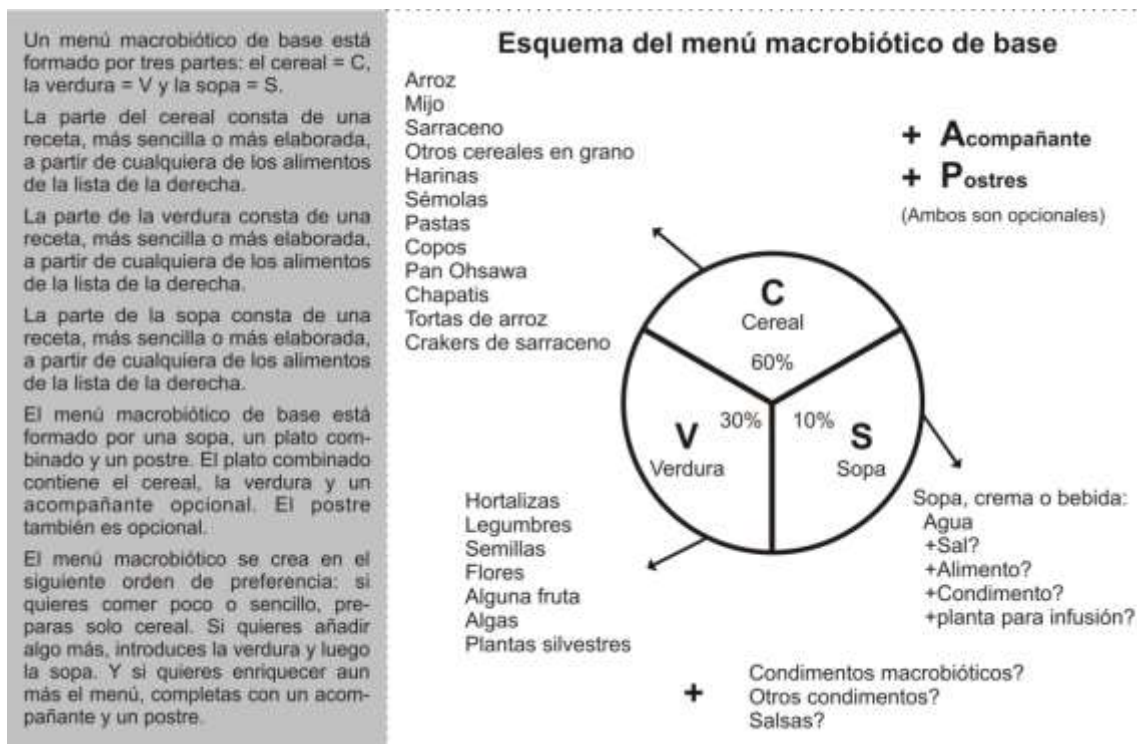 Un menú macrobiótico de base está
formado por tres partes: el cereal = C,
la verdura = V y la sopa = S.
La parte del cereal consta de una
receta, más sencilla o más elaborada,
a partir de cualquiera de los alimentos
de la lista de la derecha.
La parte de la verdura consta de una
receta, más sencilla o más elaborada,
a partir de cualquiera de los alimentos
de la lista de la derecha.
La parte de la sopa consta de una
receta, más sencilla o más elaborada,
a partir de cualquiera de los alimentos
de la lista de la derecha.
El menú macrobiótico de base está
formado por una sopa, un plato com-
binado y un postre. El plato combinado
contiene el cereal, la verdura y un
acompañante opcional. El postre
también es opcional.
El menú macrobiótico se crea en el
siguiente orden de preferencia: si
quieres comer poco o sencillo, pre-
paras solo cereal. Si quieres añadir
algo más, introduces la verdura y luego
la sopa. Y si quieres enriquecer aun
más el menú, completas con un acom-
pañante y un postre.
Esquema del menú macrobiótico de base
Arroz
Mijo
Sarraceno
Otros cereales en grano
Harinas
Sémolas
Pastas
Copos
Pan Ohsawa
Chapatis
Tortas de arroz
Crakers de sarraceno
+ Acompañante
+ Postres
(Ambos son opcionales)
C
Cereal
60%
V
Verdura
30%
10%
S
Sopa
Hortalizas
Legumbres
Semillas
Flores
Alguna fruta
Algas
Plantas silvestres
Sopa, crema o bebida:
Agua
+Sal?
+Alimento?
+Condimento?
+planta para infusión?
+
Condimentos macrobióticos?
Otros condimentos?
Salsas?